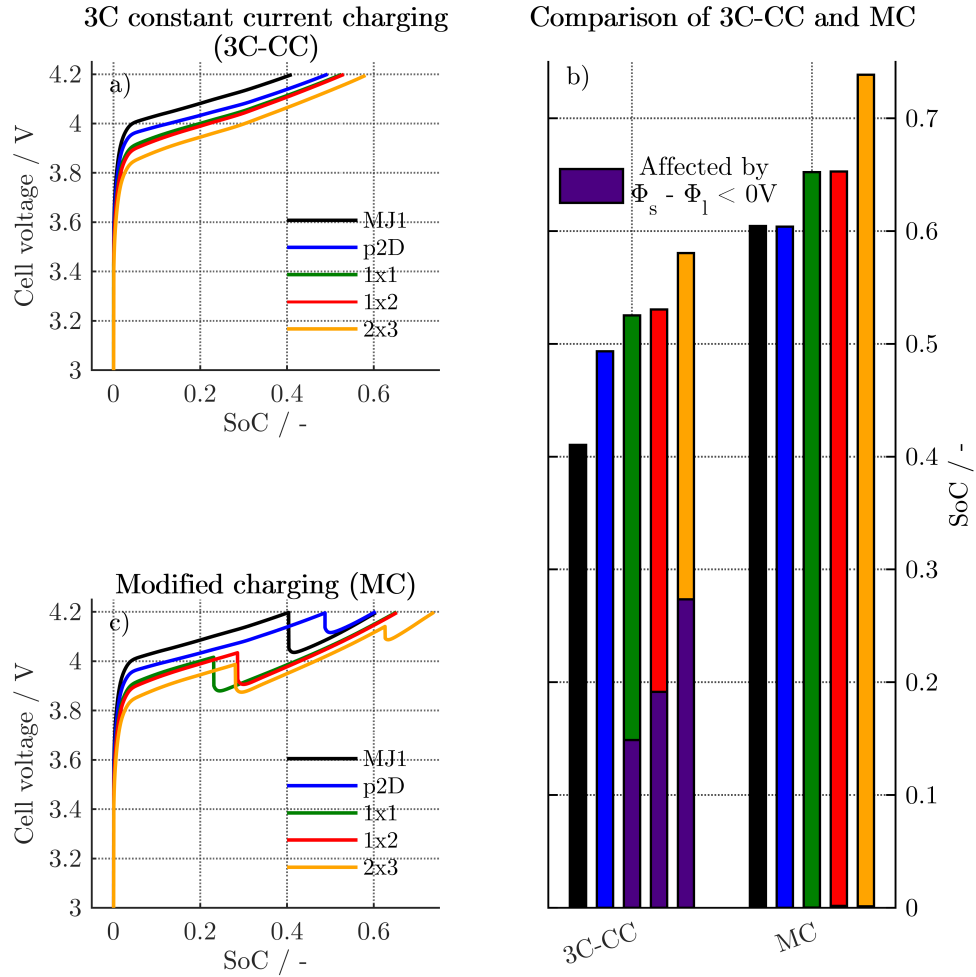 3C constant current charging
(3C-CC)
a)
4.2
4
3.8
3.6
3.4
3.2
3
Cell voltage / V
MJ1
p2D
1x1
1x2
2x3
0
0.2
0.4
0.6
SoC / -
Comparison of 3C-CC and MC
b)
Affected by
Φs - Φl < 0V
0.7
0.6
0.5
0.4
0.3
0.2
0.1
0
SoC / -
3C-CC
MC
Modified charging (MC)
c)
4.2
4
3.8
3.6
3.4
3.2
3
Cell voltage / V
MJ1
p2D
1x1
1x2
2x3
0
0.2
0.4
0.6
SoC / -